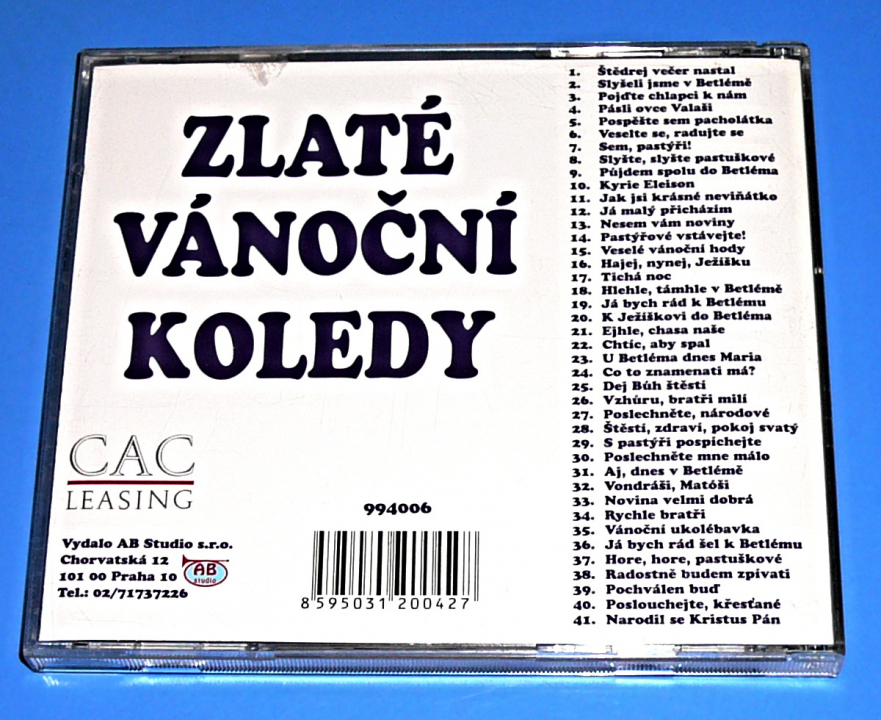 ZLATÉ
VÁNOČNÍ
KOLEDY
CAC
LEASING
Vydalo AB Studio s.r.o.
Chorvatská 12
101 00 Praha 10
Tel.: 02/71737226
AB
studio
994006
8 595031 200427
1. Štědrej večer nastal
2. Slyšeli jsme v Betlémě
3. Pojďte chlapci k nám
4. Pásli ovce Valaši
5. Pospěšte sem pacholátka
6. Veselte se, radujte se
7. Sem, pastýři!
8. Slyšte, slyšte pastuškové
9. Půjdem spolu do Betléma
10. Kyrie Eleison
11. Jak jsi krásné neviňátko
12. Já malý přicházím
13. Nesem vám noviny
14. Pastýřové vstávejte!
15. Veselé vánoční hody
16. Hajej, nynej, Ježišku
17. Tichá noc
18. Hlehle, támhle v Betlémě
19. Já bych rád k Betlému
20. K Ježiškovi do Betléma
21. Ejhle, chasa naše
22. Chtíc, aby spal
23. U Betléma dnes Maria
24. Co to znamenati má?
25. Dej Bůh štěstí
26. Vzhůru, bratři milí
27. Poslechněte, národové
28. Štěstí, zdraví, pokoj svatý
29. S pastýři pospíchejte
30. Poslechněte mne málo
31. Aj, dnes v Betlémě
32. Vondráši, Matóši
33. Novina velmi dobrá
34. Rychle bratři
35. Vánoční ukolébavka
36. Já bych rád šel k Betlému
37. Hore, hore, pastuškové
38. Radostně budem zpívati
39. Pochválen buď
40. Poslouchejte, křesťané
41. Narodil se Kristus Pán